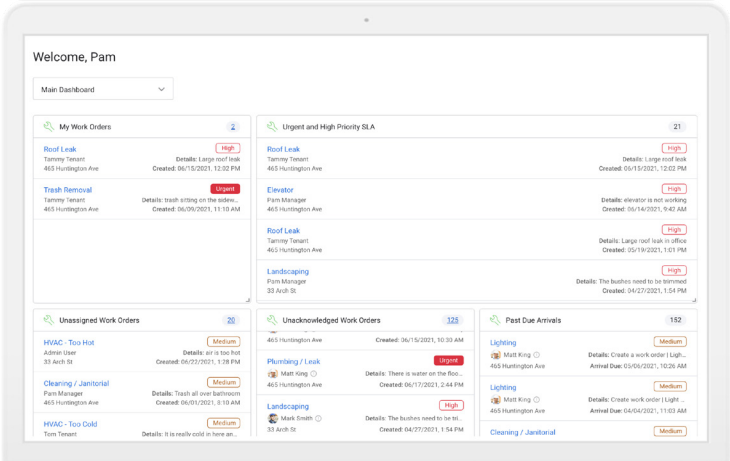 Welcome, Pam
Main Dashboard
My Work Orders 2
Roof Leak High
Tammy Tenant Details: Large roof leak
465 Huntington Ave Created: 06/15/2021, 12:02 PM
Trash Removal Urgent
Tammy Tenant Details: trash sitting on the sidew...
465 Huntington Ave Created: 06/09/2021, 11:10 AM
Urgent and High Priority SLA 21
Roof Leak High
Tammy Tenant Details: Large roof leak
465 Huntington Ave Created: 06/15/2021, 12:02 PM
Elevator High
Pam Manager Details: elevator is not working
465 Huntington Ave Created: 06/14/2021, 9:42 AM
Roof Leak High
Tammy Tenant Details: Large roof leak in office
465 Huntington Ave Created: 05/19/2021, 1:01 PM
Landscaping High
Pam Manager Details: The bushes need to be trimmed
33 Arch St Created: 04/27/2021, 1:54 PM
Unassigned Work Orders 20
HVAC - Too Hot Medium
Admin User Details: air is too hot
33 Arch St Created: 06/22/2021, 1:28 PM
Cleaning / Janitorial Medium
Pam Manager Details: Trash all over bathroom
465 Huntington Ave Created: 06/01/2021, 8:10 AM
HVAC - Too Cold Medium
Tom Tenant Details: It is really cold in here an...
Unacknowledged Work Orders 325
465 Huntington Ave Created: 06/15/2021, 10:30 AM
Plumbing / Leak Urgent
Matt King Details: There is water on the floo...
465 Huntington Ave Created: 06/17/2021, 2:44 PM
Landscaping High
Mark Smith Details: The bushes need to be tri...
33 Arch St Created: 04/27/2021, 1:54 PM
Past Due Arrivals 152
Lighting Medium
Matt King Details: Create a work order | Ligh...
465 Huntington Ave Arrival Due: 05/06/2021, 10:26 AM
Lighting Medium
Matt King Details: Create work order | Light ...
465 Huntington Ave Arrival Due: 04/04/2021, 11:03 AM
Cleaning / Janitorial Medium